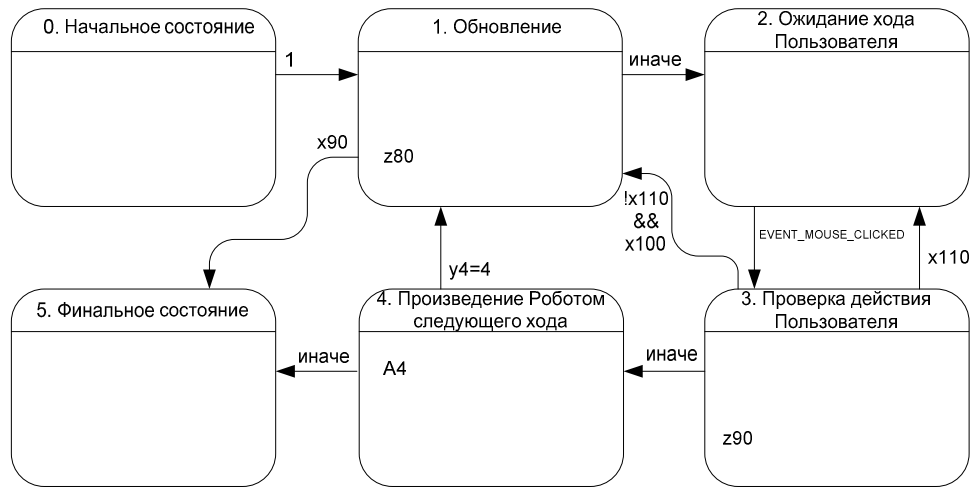 0. Начальное состояние
1
1. Обновление
z80
иначе
2. Ожидание хода
Пользователя
x90
!x110
&&
x100
EVENT_MOUSE_CLICKED
x110
y4=4
5. Финальное состояние
иначе
4. Произведение Роботом
следующего хода
A4
иначе
3. Проверка действия
Пользователя
z90